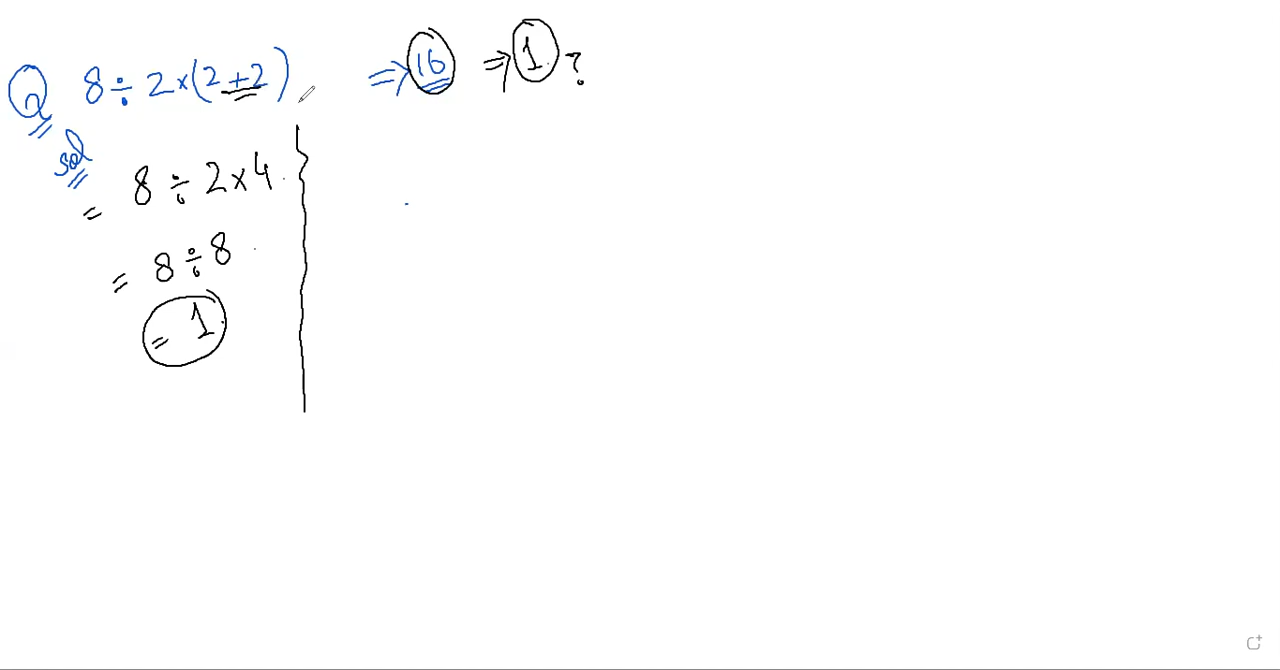 Q 8 ÷ 2 × (2 + 2) ⇒ 16 ⇒ 1 ?
sol
= 8 ÷ 2 × 4
= 8 ÷ 8
= 1